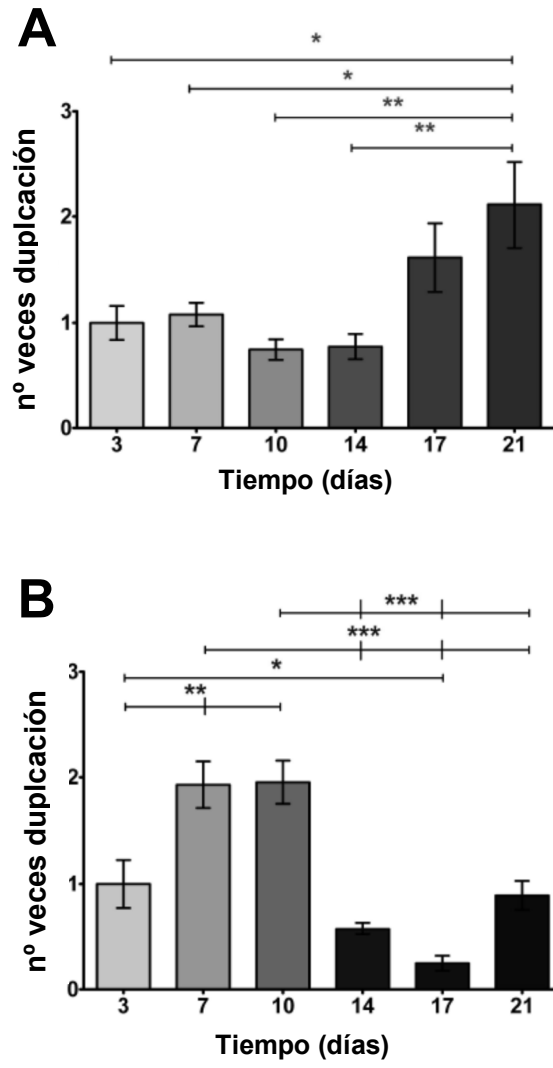 A
*
*
**
**
3
2
1
0
nº veces duplcación
3 7 10 14 17 21
Tiempo (días)
B
***
***
*
**
3
2
1
0
nº veces duplcación
3 7 10 14 17 21
Tiempo (días)